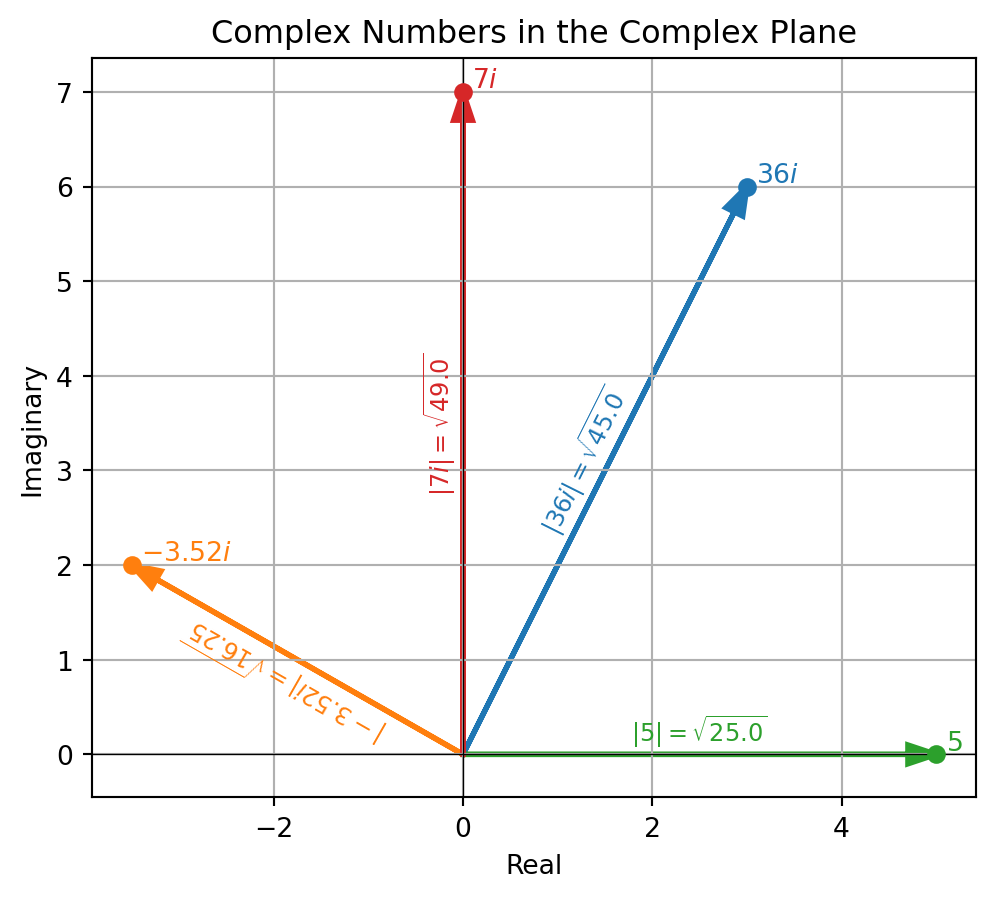 Complex Numbers in the Complex Plane
7i
36i
|7i| = √49.0
|36i| = √45.0
−3.52i
|−3.52i| = √16.25
|5| = √25.0
5
Imaginary
7
6
5
4
3
2
1
0
−2
0
2
4
Real